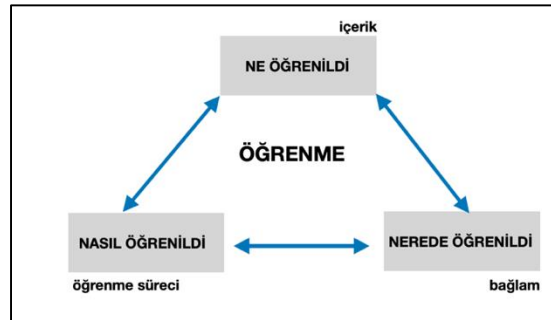 içerik
NE ÖĞRENİLDİ
ÖĞRENME
NASIL ÖĞRENİLDİ
NEREDE ÖĞRENİLDİ
öğrenme süreci
bağlam